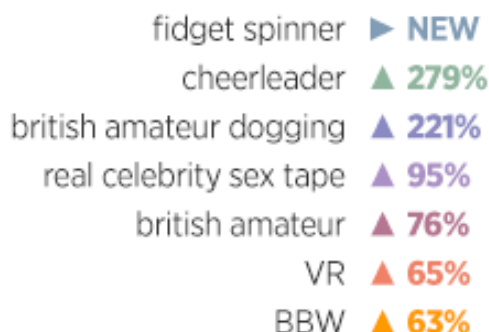 fidget spinner ▶ NEW
cheerleader ▲ 279%
british amateur dogging ▲ 221%
real celebrity sex tape ▲ 95%
british amateur ▲ 76%
VR ▲ 65%
BBW ▲ 63%